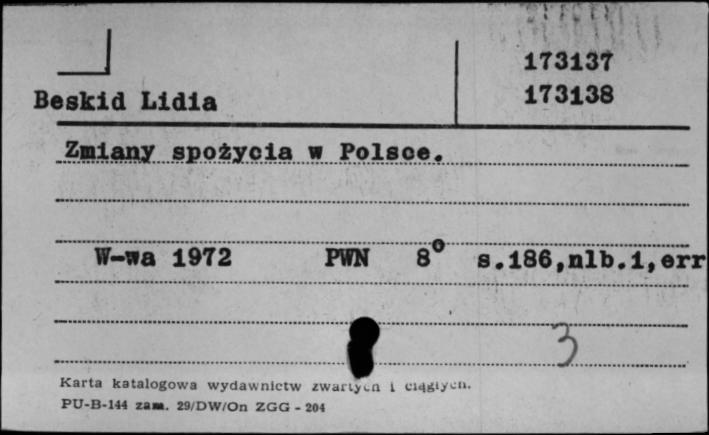 173137
Beskid Lidia 173138
Zmiany spożycia w Polsce.
W-wa 1972 PWN 8° s.186,nlb.1,err
3
Karta katalogowa wydawnictw zwartych i ciągłych.
PU-B-144 zam. 29/DW/On ZGG - 204